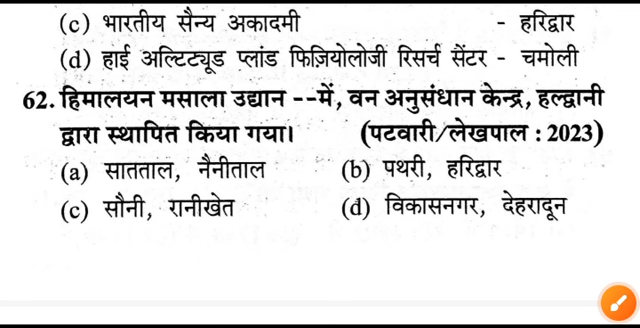 (c) भारतीय सैन्य अकादमी - हरिद्वार
(d) हाई अल्टिट्यूड प्लांड फिज़ियोलोजी रिसर्च सैंटर - चमोली
62. हिमालयन मसाला उद्यान ---में, वन अनुसंधान केन्द्र, हल्द्वानी
द्वारा स्थापित किया गया। (पटवारी/लेखपाल : 2023)
(a) सातताल, नैनीताल (b) पथरी, हरिद्वार
(c) सौनी, रानीखेत (d) विकासनगर, देहरादून